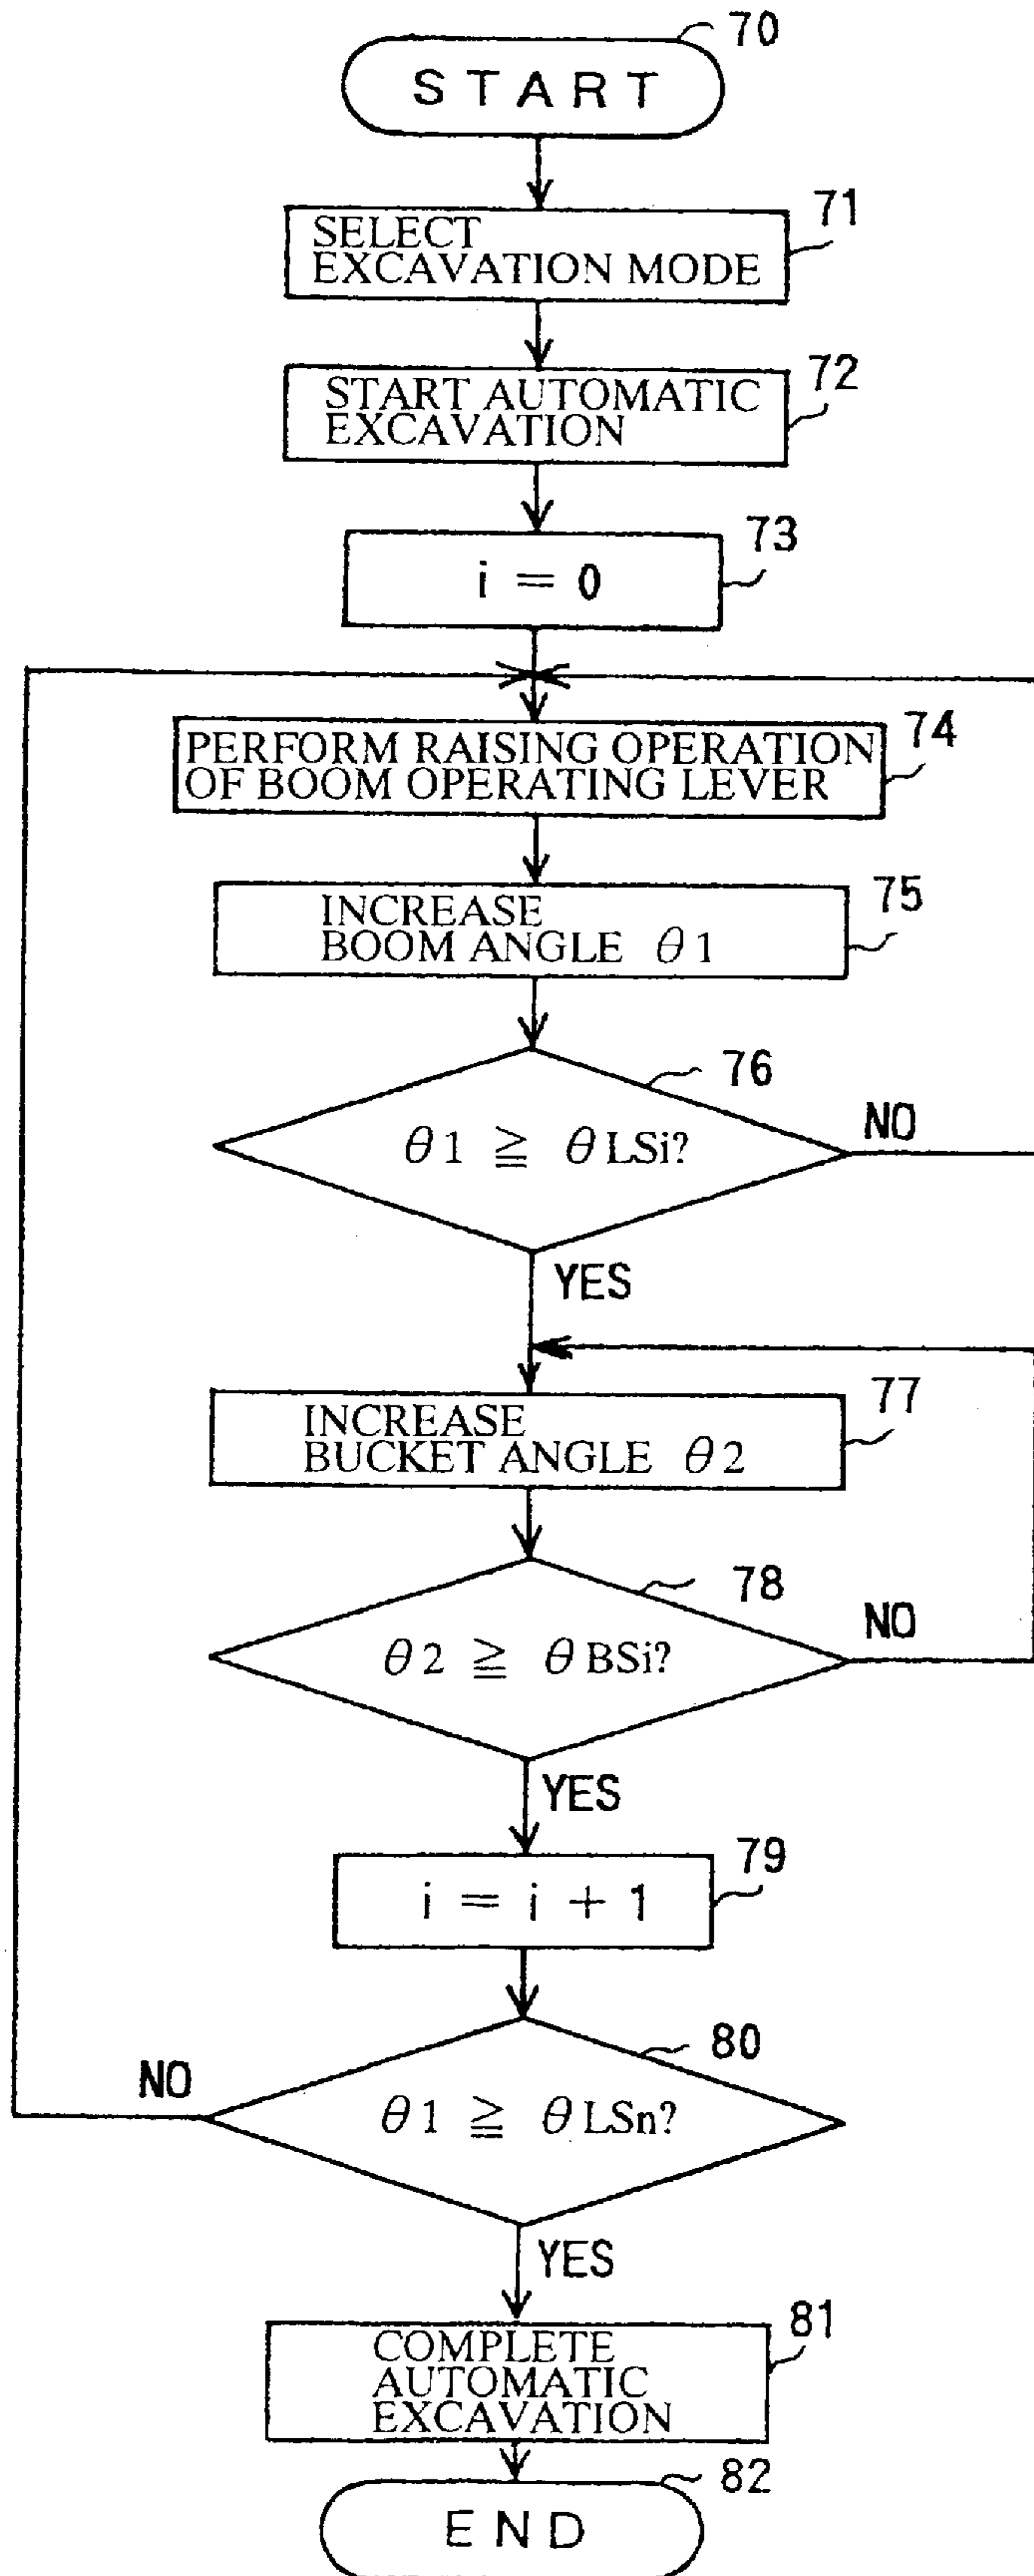 70
START
71
SELECT
EXCAVATION MODE
72
START AUTOMATIC
EXCAVATION
73
i = 0
74
PERFORM RAISING OPERATION
OF BOOM OPERATING LEVER
75
INCREASE
BOOM ANGLE θ1
76
θ1 ≧ θLSi?
NO
YES
77
INCREASE
BUCKET ANGLE θ2
78
θ2 ≧ θBSi?
NO
YES
79
i = i + 1
80
θ1 ≧ θLSn?
NO
YES
81
COMPLETE
AUTOMATIC
EXCAVATION
82
END